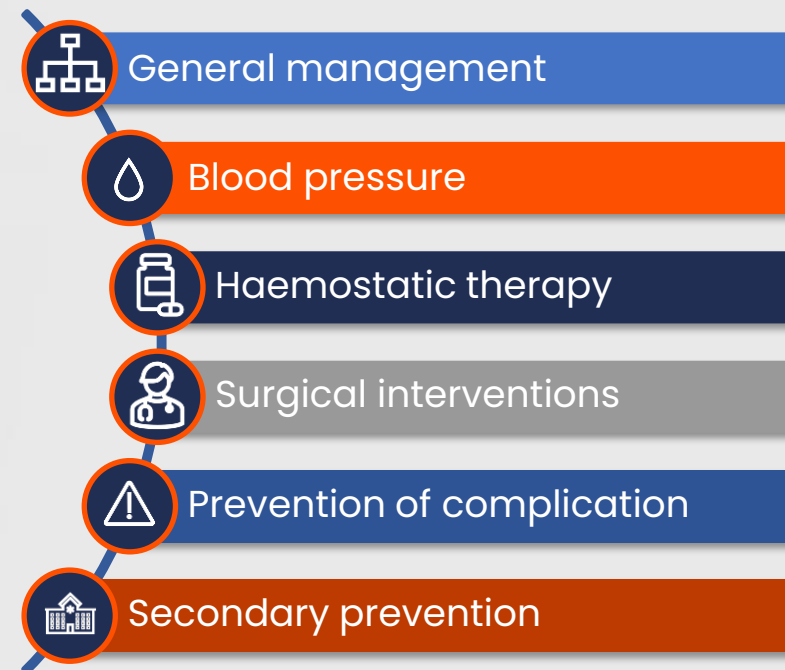 General management
Blood pressure
Haemostatic therapy
Surgical interventions
Prevention of complication
Secondary prevention